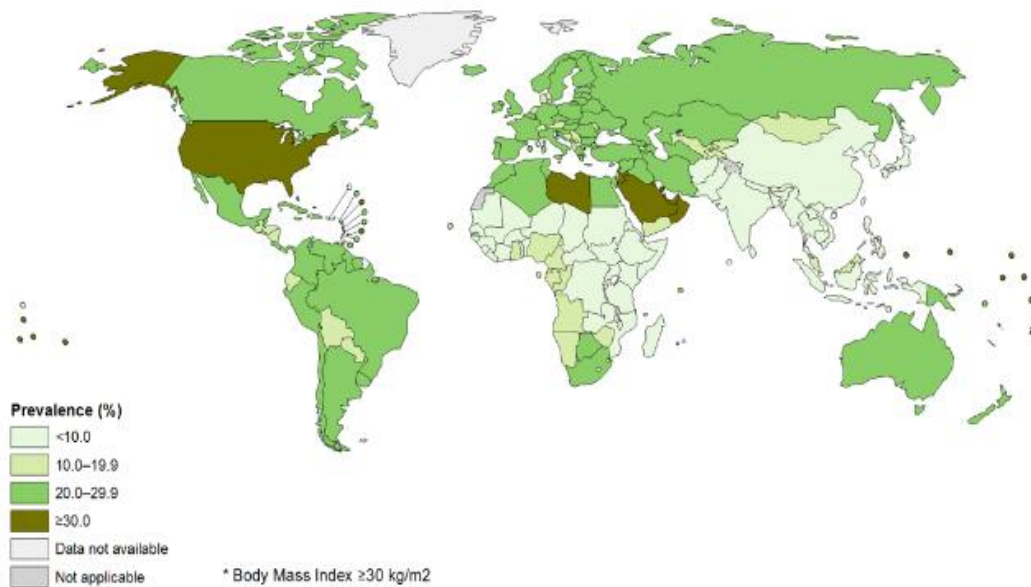 Prevalence (%)
<10.0
10.0–19.9
20.0–29.9
≥30.0
Data not available
Not applicable
* Body Mass Index ≥30 kg/m2